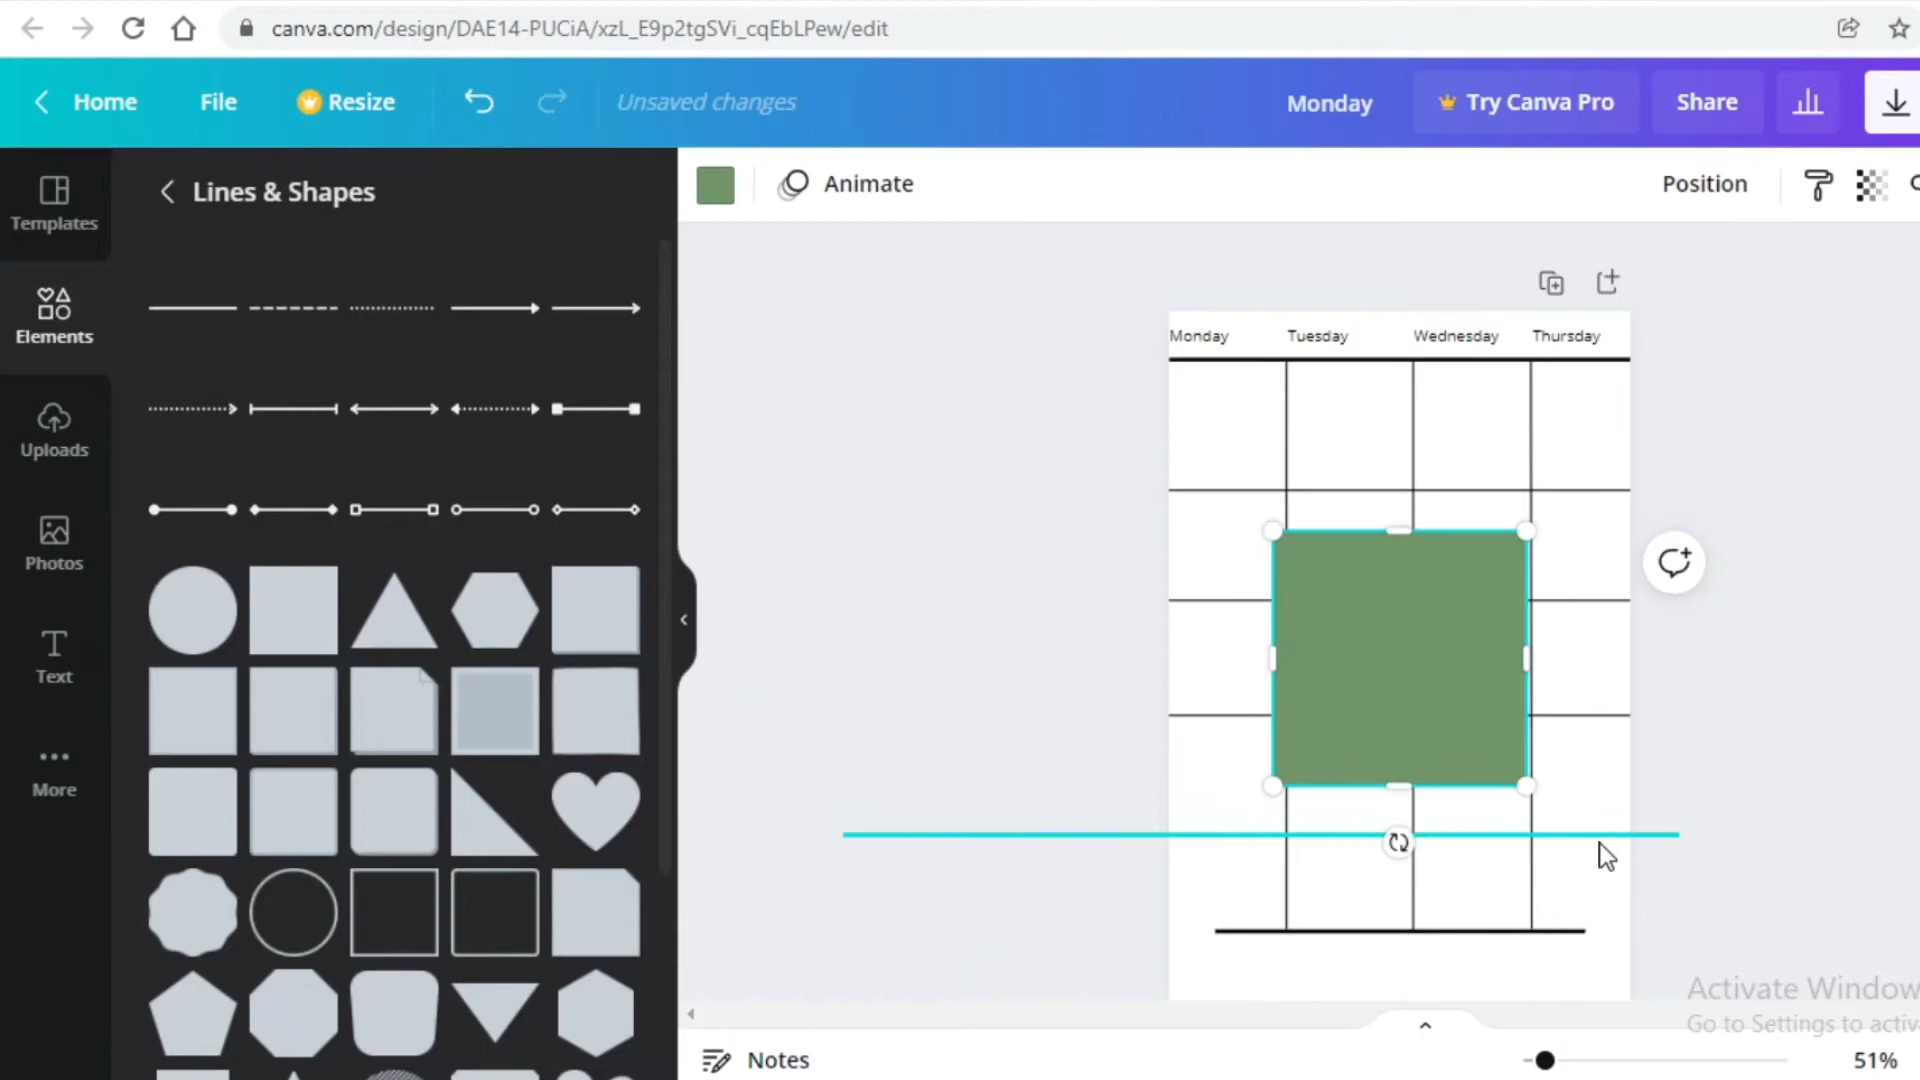 canva.com/design/DAE14-PUCiA/xzL_E9p2tgSVi_cqEbLPew/edit
Home
File
Resize
Unsaved changes
Monday
Try Canva Pro
Share
Templates
Elements
Uploads
Photos
Text
More
Lines & Shapes
Animate
Position
Monday Tuesday Wednesday Thursday
Activate Window
Go to Settings to activ
Notes
51%